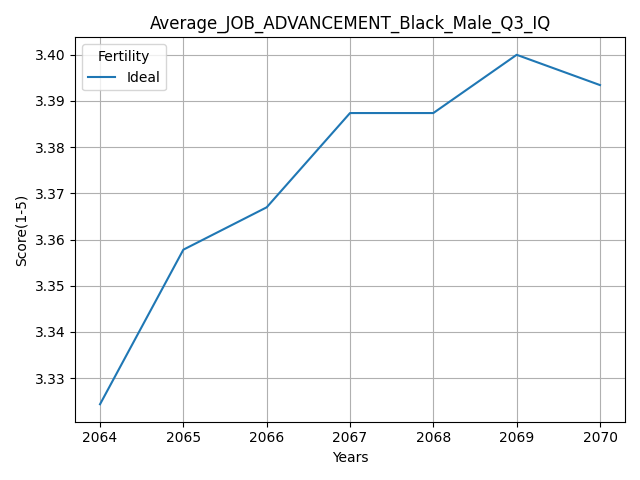 Average_JOB_ADVANCEMENT_Black_Male_Q3_IQ
Fertility
Ideal
Score(1-5)
3.40
3.39
3.38
3.37
3.36
3.35
3.34
3.33
2064 2065 2066 2067 2068 2069 2070
Years